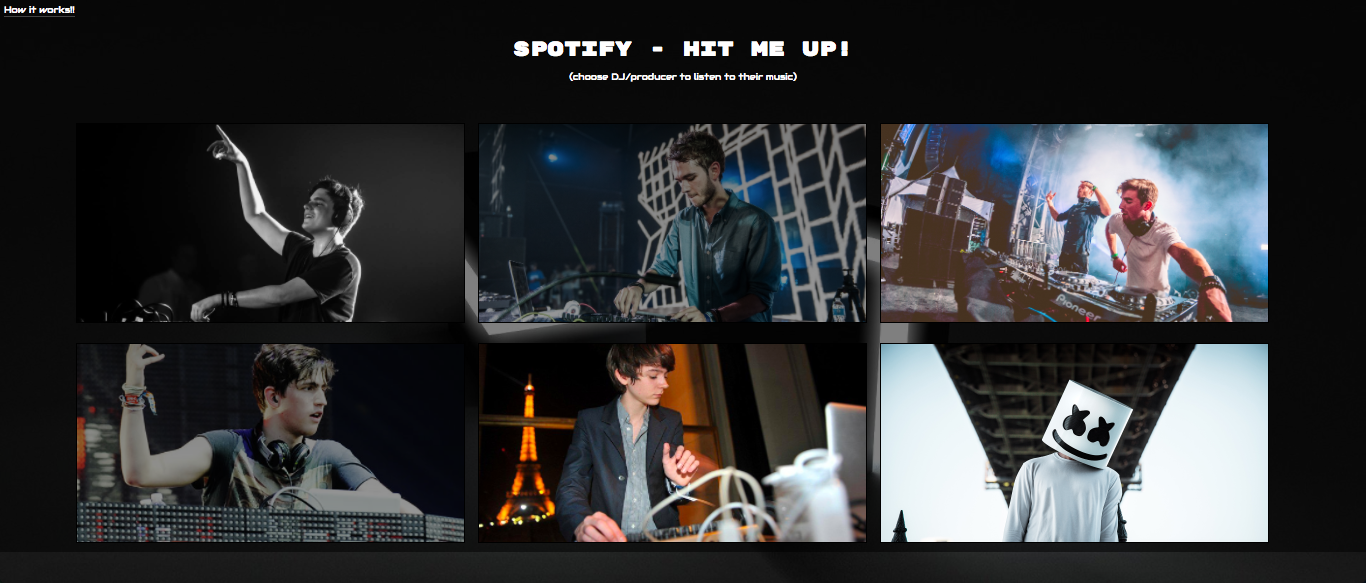 How it works!!
SPOTIFY - HIT ME UP!
(choose DJ/producer to listen to their music)
Pioneer